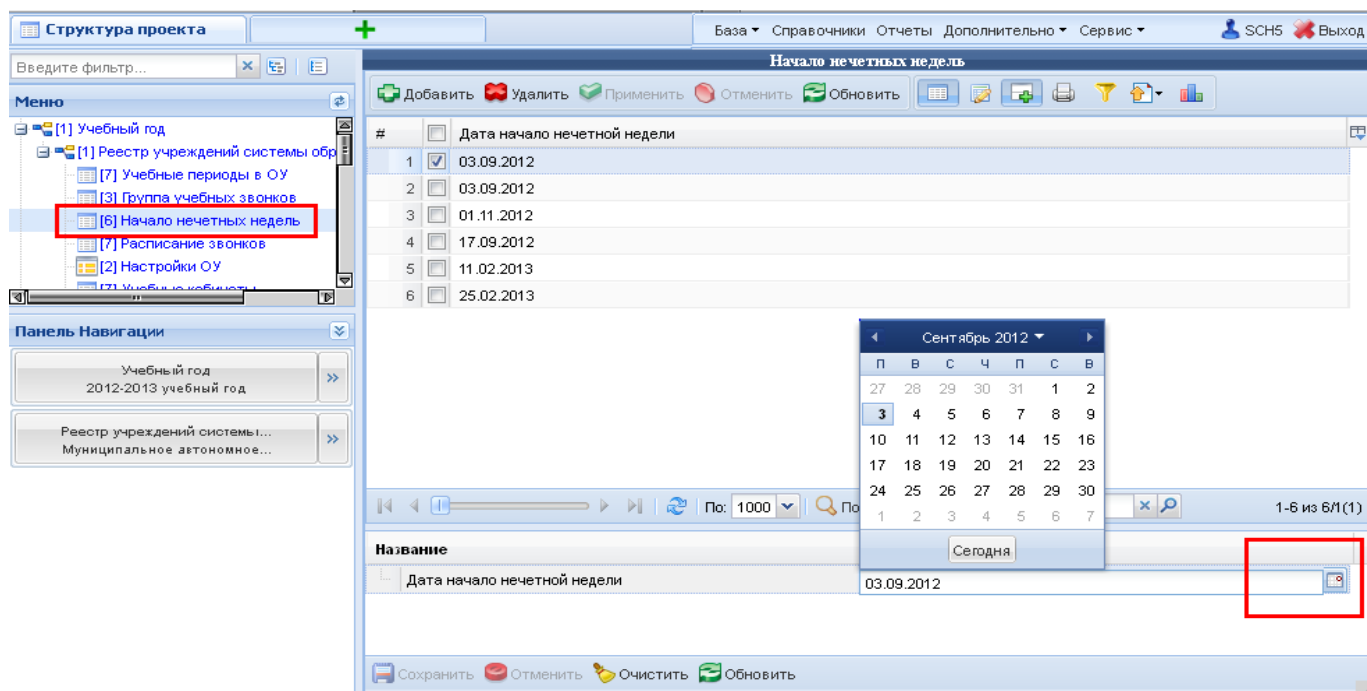 Структура проекта
База Справочники Отчеты Дополнительно Сервис SCH5 Выход
Введите фильтр...
Начало нечетных недель
Меню
Добавить Удалить Применить Отменить Обновить
[1] Учебный год
[1] Реестр учреждений системы обр
[7] Учебные периоды в ОУ
[3] Группа учебных звонков
[6] Начало нечетных недель
[7] Расписание звонков
[2] Настройки ОУ
[7] Учебные кабинеты
# Дата начало нечетной недели
1 03.09.2012
2 03.09.2012
3 01.11.2012
4 17.09.2012
5 11.02.2013
6 25.02.2013
Панель Навигации
Учебный год
2012-2013 учебный год
Реестр учреждений системы...
Муниципальное автономное...
Сентябрь 2012
П В С Ч П С В
27 28 29 30 31 1 2
3 4 5 6 7 8 9
10 11 12 13 14 15 16
17 18 19 20 21 22 23
24 25 26 27 28 29 30
1 2 3 4 5 6 7
Сегодня
По: 1000 По 1-6 из 6/1(1)
Название
Дата начало нечетной недели 03.09.2012
Сохранить Отменить Очистить Обновить